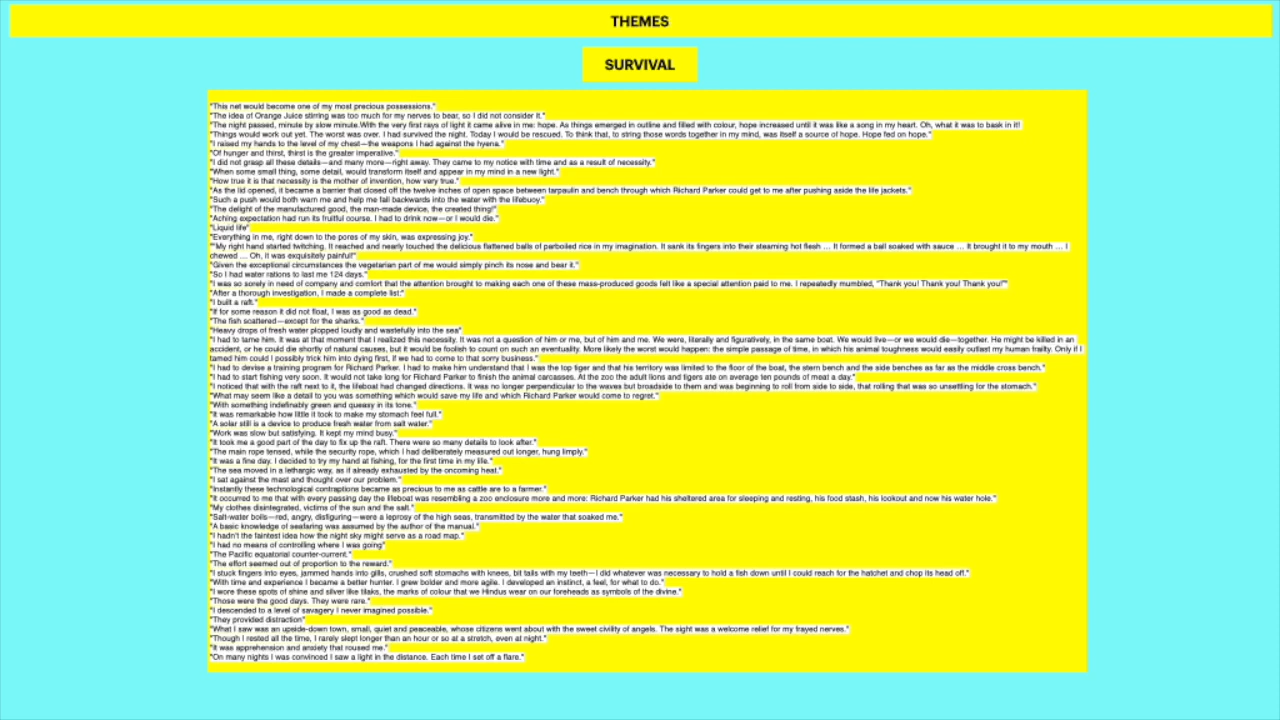 THEMES
SURVIVAL
"This net would become one of my most precious possessions."
"The idea of Orange Juice stirring was too much for my nerves to bear, so I did not consider it."
"The night passed, minute by slow minute.With the very first rays of light it came alive in me: hope. As things emerged in outline and filled with colour, hope increased until it was like a song in my heart. Oh, what it was to bask in it!
"Things would work out yet. The worst was over. I had survived the night. Today I would be rescued. To think that, to string those words together in my mind, was itself a source of hope. Hope fed on hope."
"I raised my hands to the level of my chest—the weapons I had against the hyena."
"Of hunger and thirst, thirst is the greater imperative."
"I did not grasp all these details—and many more—right away. They came to my notice with time and as a result of necessity."
"When some small thing, some detail, would transform itself and appear in my mind in a new light."
"How true it is that necessity is the mother of invention, how very true."
"As the lid opened, it became a barrier that closed off the twelve inches of open space between tarpaulin and bench through which Richard Parker could get to me after pushing aside the life jackets."
"Such a push would both warn me and help me fall backwards into the water with the lifebuoy."
"The delight of the manufactured good, the man-made device, the created thing!"
"Aching expectation had run its fruitful course. I had to drink now—or I would die."
"Liquid life"
"Everything in me, right down to the pores of my skin, was expressing joy."
""My right hand started twitching. It reached and nearly touched the delicious flattened balls of parboiled rice in my imagination. It sank its fingers into their steaming hot flesh ... It formed a ball soaked with sauce ... It brought it to my mouth ... I
chewed ... Oh, it was exquisitely painful!"
"Given the exceptional circumstances the vegetarian part of me would simply pinch its nose and bear it."
"So I had water rations to last me 124 days."
"I was so sorely in need of company and comfort that the attention brought to making each one of these mass-produced goods felt like a special attention paid to me. I repeatedly mumbled, "Thank you! Thank you! Thank you!""
"After a thorough investigation, I made a complete list:"
"I built a raft."
"If for some reason it did not float, I was as good as dead."
"The fish scattered—except for the sharks."
"Heavy drops of fresh water plopped loudly and wastefully into the sea"
"I had to tame him. It was at that moment that I realized this necessity. It was not a question of him or me, but of him and me. We were, literally and figuratively, in the same boat. We would live—or we would die—together. He might be killed in an
accident, or he could die shortly of natural causes, but it would be foolish to count on such an eventuality. More likely the worst would happen: the simple passage of time, in which his animal toughness would easily outlast my human frailty. Only if I
tamed him could I possibly trick him into dying first, if we had to come to that sorry business."
"I had to devise a training program for Richard Parker. I had to make him understand that I was the top tiger and that his territory was limited to the floor of the boat, the stern bench and the side benches as far as the middle cross bench."
"I had to start fishing very soon. It would not take long for Richard Parker to finish the animal carcasses. At the zoo the adult lions and tigers ate on average ten pounds of meat a day."
"I noticed that with the raft next to it, the lifeboat had changed directions. It was no longer perpendicular to the waves but broadside to them and was beginning to roll from side to side, that rolling that was so unsettling for the stomach."
"What may seem like a detail to you was something which would save my life and which Richard Parker would come to regret."
"With something indefinably green and queasy in its tone."
"It was remarkable how little it took to make my stomach feel full."
"A solar still is a device to produce fresh water from salt water."
"Work was slow but satisfying. It kept my mind busy."
"It took me a good part of the day to fix up the raft. There were so many details to look after."
"The main rope tensed, while the security rope, which I had deliberately measured out longer, hung limply."
"It was a fine day. I decided to try my hand at fishing, for the first time in my life."
"The sea moved in a lethargic way, as if already exhausted by the oncoming heat."
"I sat against the mast and thought over our problem."
"Instantly these technological contraptions became as precious to me as cattle are to a farmer."
"It occurred to me that with every passing day the lifeboat was resembling a zoo enclosure more and more: Richard Parker had his sheltered area for sleeping and resting, his food stash, his lookout and now his water hole."
"My clothes disintegrated, victims of the sun and the salt."
"Salt-water boils—red, angry, disfiguring—were a leprosy of the high seas, transmitted by the water that soaked me."
"A basic knowledge of seafaring was assumed by the author of the manual."
"I hadn't the faintest idea how the night sky might serve as a road map."
"I had no means of controlling where I was going"
"The Pacific equatorial counter-current."
"The effort seemed out of proportion to the reward."
"I stuck fingers into eyes, jammed hands into gills, crushed soft stomachs with knees, bit tails with my teeth—I did whatever was necessary to hold a fish down until I could reach for the hatchet and chop its head off."
"With time and experience I became a better hunter. I grew bolder and more agile. I developed an instinct, a feel, for what to do."
"I wore these spots of shine and silver like tilaks, the marks of colour that we Hindus wear on our foreheads as symbols of the divine."
"Those were the good days. They were rare."
"I descended to a level of savagery I never imagined possible."
"They provided distraction"
"What I saw was an upside-down town, small, quiet and peaceable, whose citizens went about with the sweet civility of angels. The sight was a welcome relief for my frayed nerves."
"Though I rested all the time, I rarely slept longer than an hour or so at a stretch, even at night."
"It was apprehension and anxiety that roused me."
"On many nights I was convinced I saw a light in the distance. Each time I set off a flare."